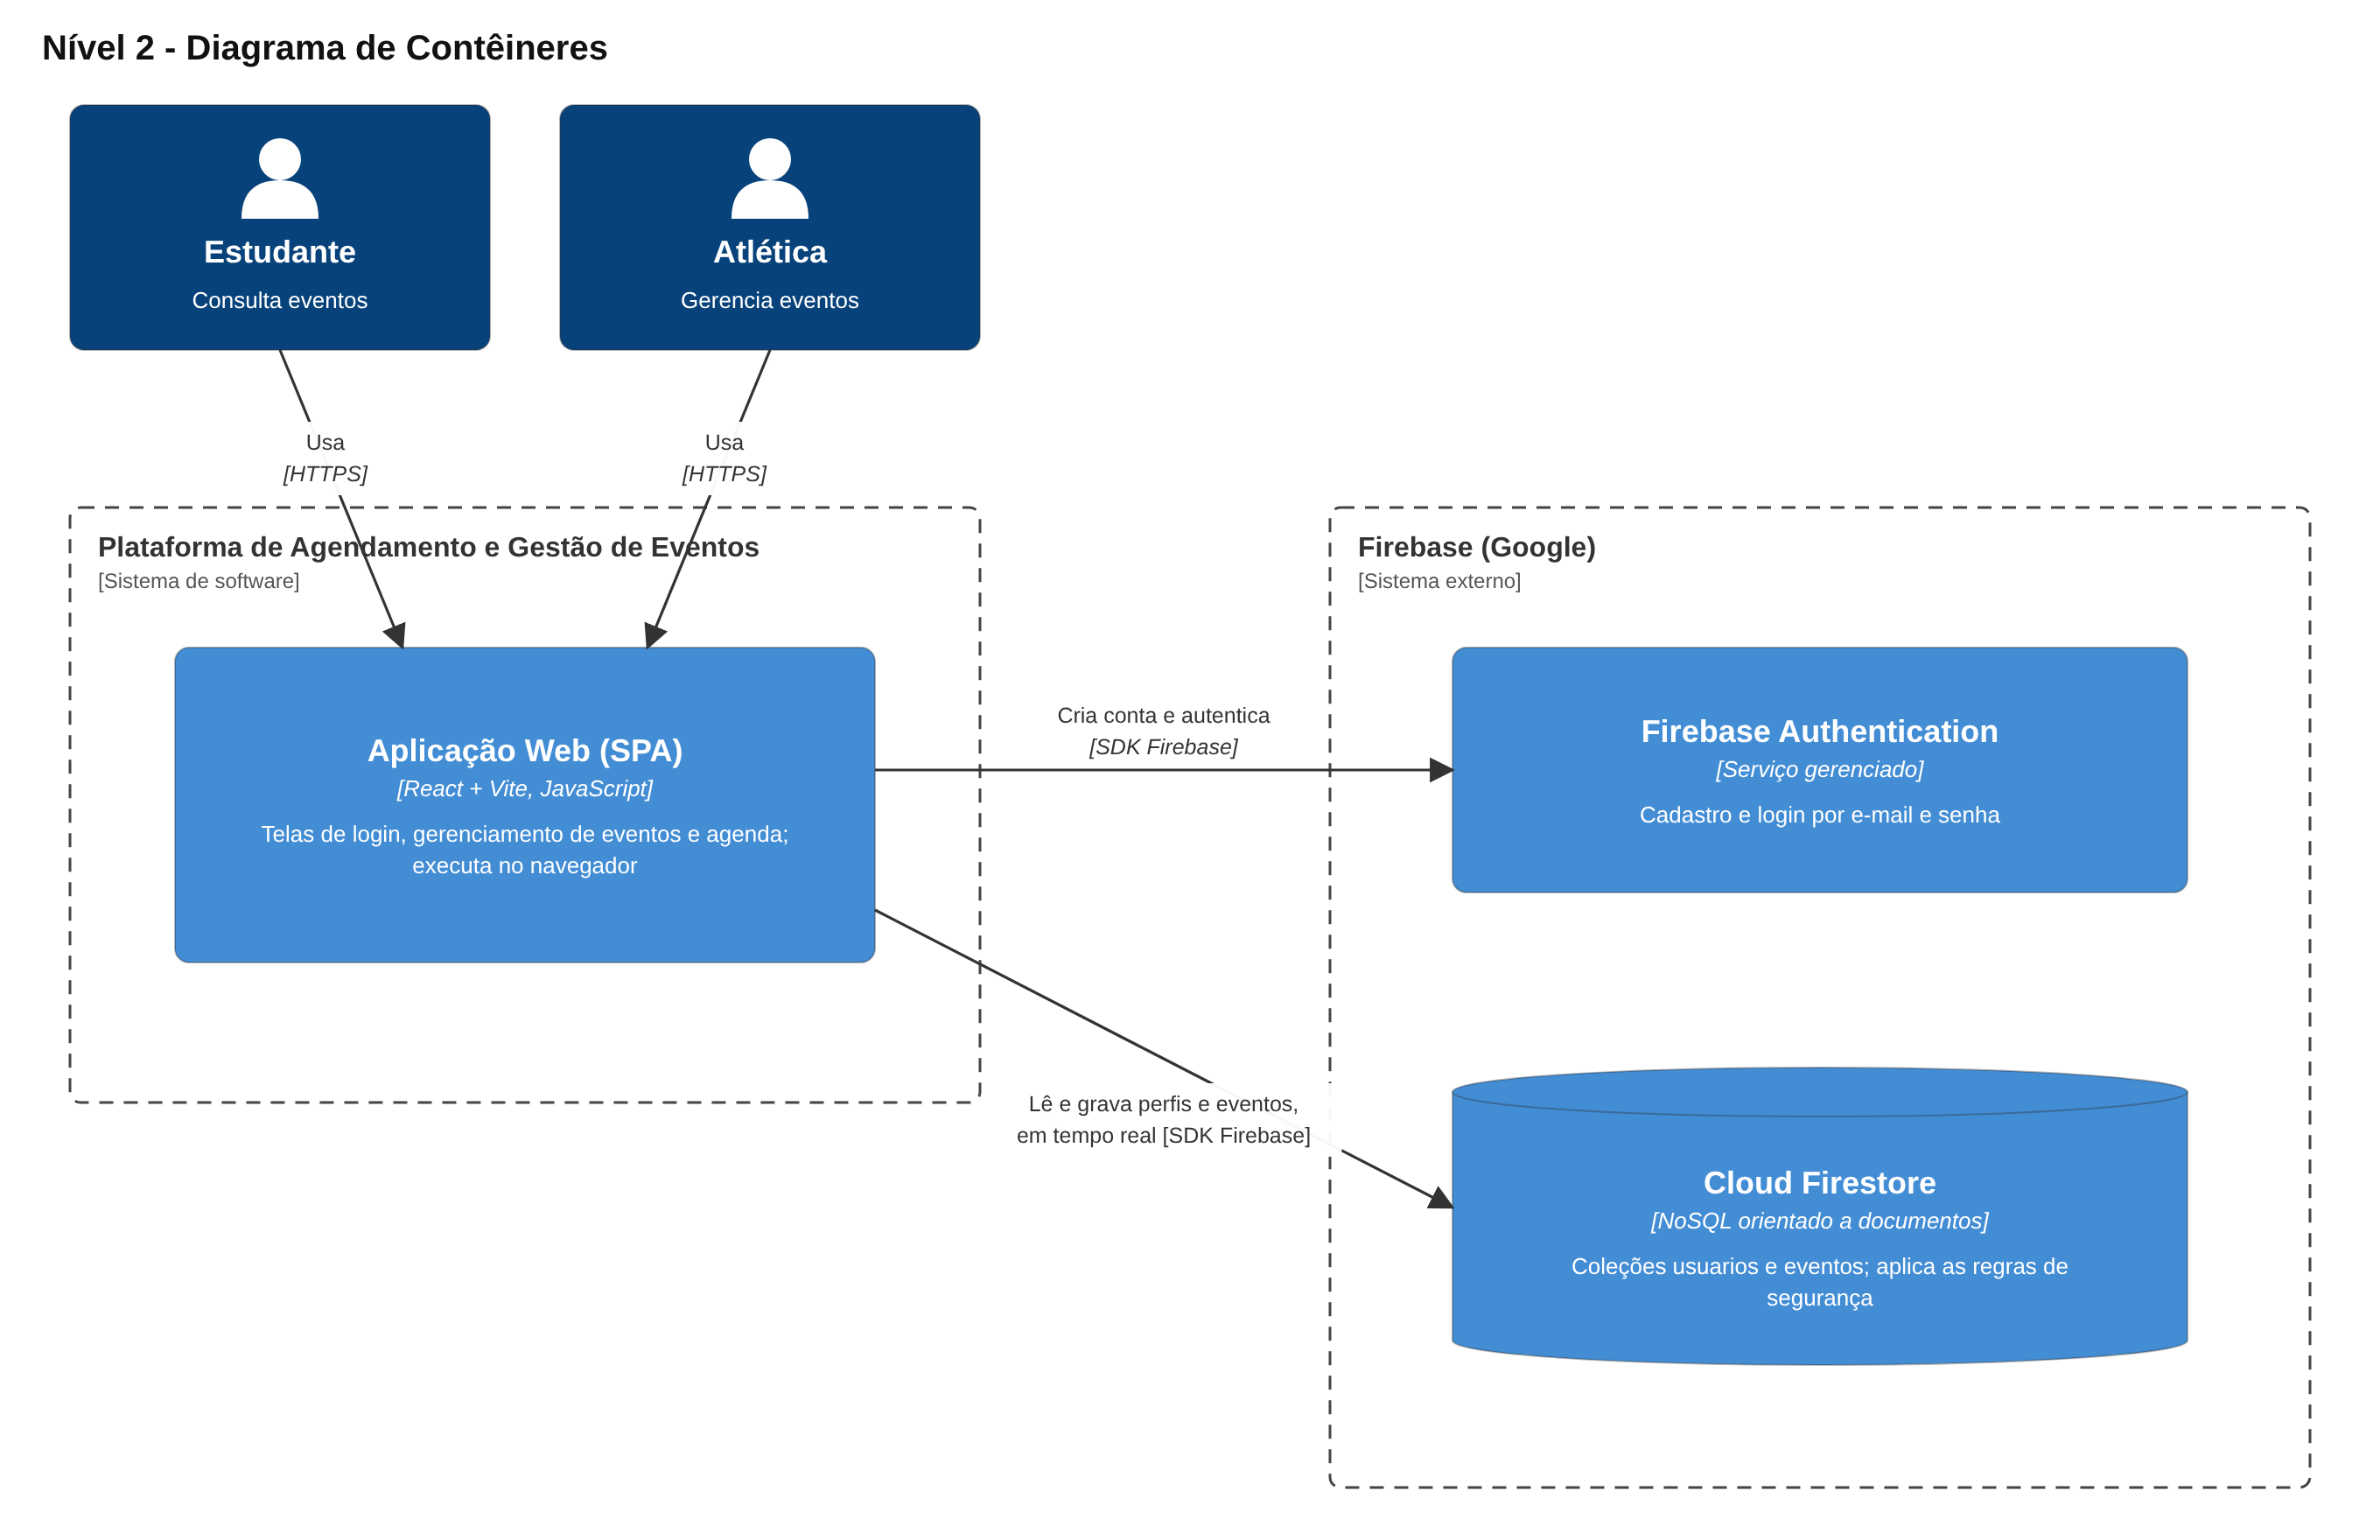 Nível 2 - Diagrama de Contêineres
Estudante
Consulta eventos
Atlética
Gerencia eventos
Usa
[HTTPS]
Usa
[HTTPS]
Plataforma de Agendamento e Gestão de Eventos
[Sistema de software]
Aplicação Web (SPA)
[React + Vite, JavaScript]
Telas de login, gerenciamento de eventos e agenda;
executa no navegador
Cria conta e autentica
[SDK Firebase]
Lê e grava perfis e eventos,
em tempo real [SDK Firebase]
Firebase (Google)
[Sistema externo]
Firebase Authentication
[Serviço gerenciado]
Cadastro e login por e-mail e senha
Cloud Firestore
[NoSQL orientado a documentos]
Coleções usuarios e eventos; aplica as regras de
segurança